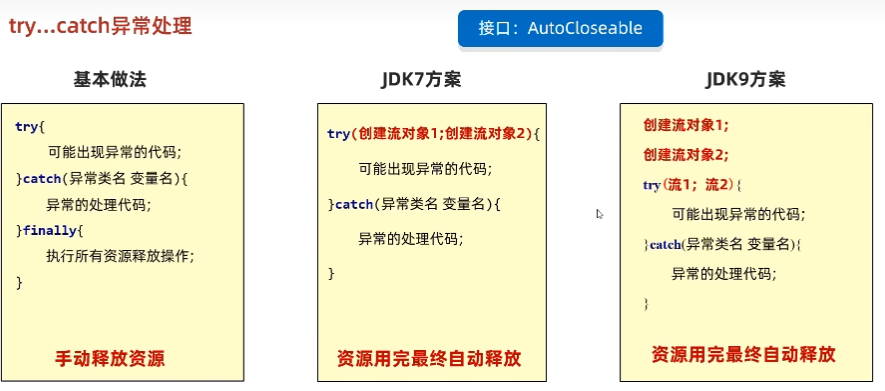 try...catch异常处理
接口：AutoCloseable
基本做法
try{
可能出现异常的代码;
}catch(异常类名 变量名){
异常的处理代码;
}finally{
执行所有资源释放操作;
}
手动释放资源
JDK7方案
try(创建流对象1;创建流对象2){
可能出现异常的代码;
}catch(异常类名 变量名){
异常的处理代码;
}
资源用完最终自动释放
JDK9方案
创建流对象1;
创建流对象2;
try(流1；流2){
可能出现异常的代码;
}catch(异常类名 变量名){
异常的处理代码;
}
资源用完最终自动释放